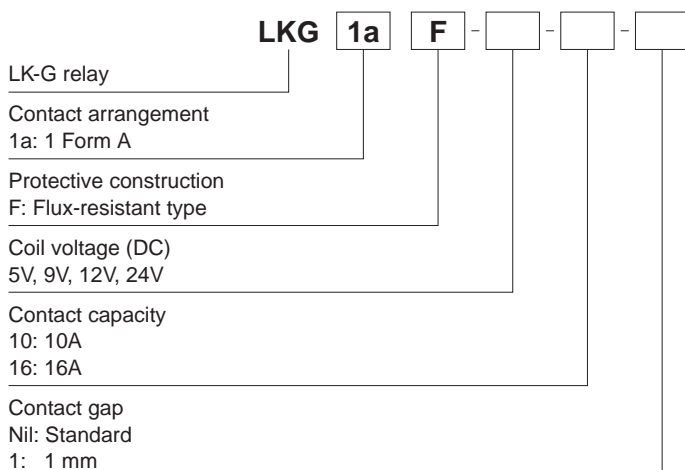 LKG 1a F - - -
LK-G relay
Contact arrangement
1a: 1 Form A
Protective construction
F: Flux-resistant type
Coil voltage (DC)
5V, 9V, 12V, 24V
Contact capacity
10: 10A
16: 16A
Contact gap
Nil: Standard
1: 1 mm